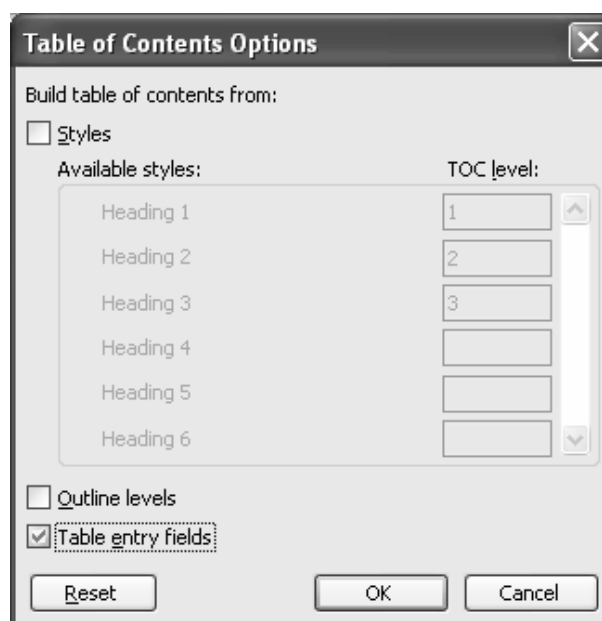 Table of Contents Options
Build table of contents from:
Styles
Available styles: TOC level:
Heading 1 1
Heading 2 2
Heading 3 3
Heading 4
Heading 5
Heading 6
Outline levels
Table entry fields
Reset OK Cancel